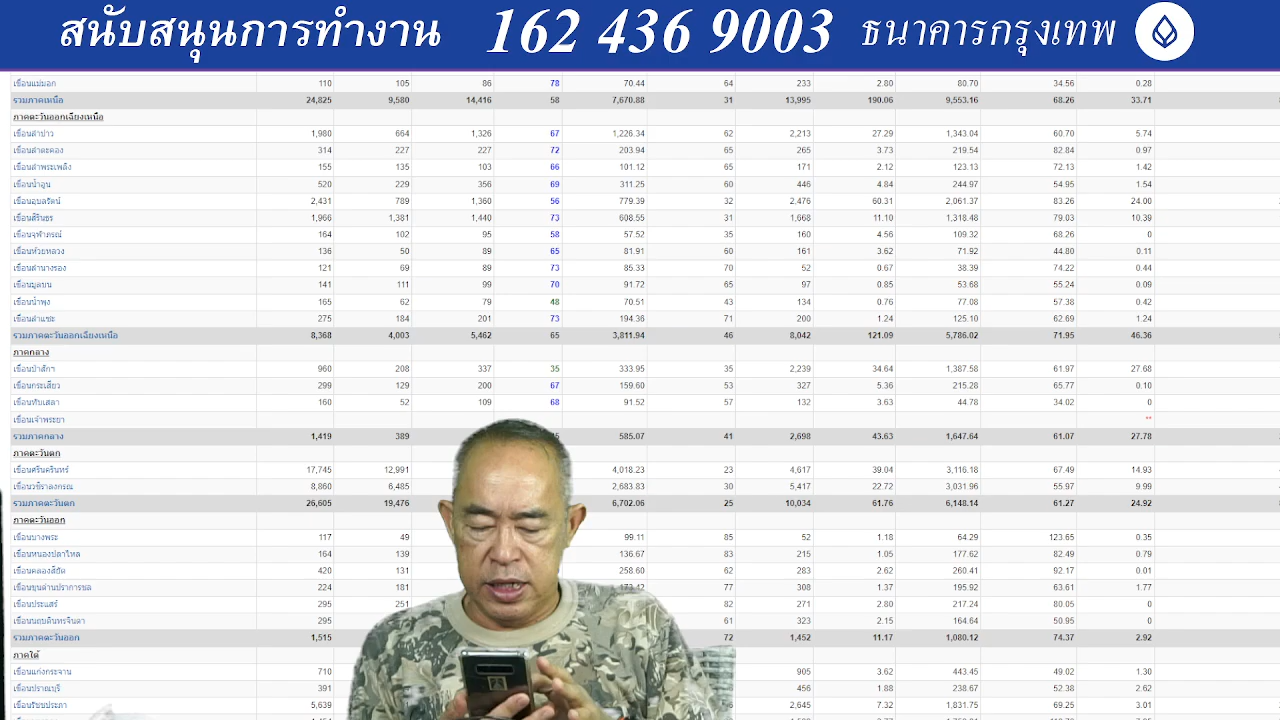 สนับสนุนการทำงาน 162 436 9003 ธนาคารกรุงเทพ
เขื่อนแม่มอก 110 105 86 78 70.44 64 233 2.80 80.70 34.56 0.28
รวมภาคเหนือ 24,825 9,580 14,416 58 7,670.88 31 13,995 190.06 9,553.16 68.26 33.71
ภาคตะวันออกเฉียงเหนือ
เขื่อนลำปาว 1,980 664 1,326 67 1,226.34 62 2,213 27.29 1,343.04 60.70 5.74
เขื่อนลำตะคอง 314 227 227 72 203.94 65 265 3.73 219.54 82.84 0.97
เขื่อนลำพระเพลิง 155 135 103 66 101.12 65 171 2.12 123.13 72.13 1.42
เขื่อนน้ำอูน 520 229 356 69 311.25 60 446 4.84 244.97 54.95 1.54
เขื่อนอุบลรัตน์ 2,431 789 1,360 56 779.39 32 2,476 60.31 2,061.37 83.26 24.00
เขื่อนสิรินธร 1,966 1,381 1,440 73 608.55 31 1,668 11.10 1,318.48 79.03 10.39
เขื่อนจุฬาภรณ์ 164 102 95 58 57.52 35 160 4.56 109.32 68.26 0
เขื่อนห้วยหลวง 136 50 89 65 81.91 60 161 3.62 71.92 44.80 0.11
เขื่อนลำนางรอง 121 69 89 73 85.33 70 52 0.67 38.39 74.22 0.44
เขื่อนมูลบน 141 111 99 70 91.72 65 97 0.85 53.68 55.24 0.09
เขื่อนน้ำพุง 165 62 79 48 70.51 43 134 0.76 77.08 57.38 0.42
เขื่อนลำแชะ 275 184 201 73 194.36 71 200 1.24 125.10 62.69 1.24
รวมภาคตะวันออกเฉียงเหนือ 8,368 4,003 5,462 65 3,811.94 46 8,042 121.09 5,786.02 71.95 46.36
ภาคกลาง
เขื่อนป่าสักฯ 960 208 337 35 333.95 35 2,239 34.64 1,387.58 61.97 27.68
เขื่อนกระเสียว 299 129 200 67 159.60 53 327 5.36 215.28 65.77 0.10
เขื่อนทับเสลา 160 52 109 68 91.52 57 132 3.63 44.78 34.02 0
เขื่อนเจ้าพระยา **
รวมภาคกลาง 1,419 389 585.07 41 2,698 43.63 1,647.64 61.07 27.78
ภาคตะวันตก
เขื่อนศรีนครินทร์ 17,745 12,991 4,018.23 23 4,617 39.04 3,116.18 67.49 14.93
เขื่อนวชิราลงกรณ 8,860 6,485 2,683.83 30 5,417 22.72 3,031.96 55.97 9.99
รวมภาคตะวันตก 26,605 19,476 6,702.06 25 10,034 61.76 6,148.14 61.27 24.92
ภาคตะวันออก
เขื่อนบางพระ 117 49 99.11 85 52 1.18 64.29 123.65 0.35
เขื่อนหนองปลาไหล 164 139 136.67 83 215 1.05 177.62 82.49 0.79
เขื่อนคลองสียัด 420 131 258.60 62 283 2.62 260.41 92.17 0.01
เขื่อนขุนด่านปราการชล 224 181 173.42 77 308 1.37 195.92 63.61 1.77
เขื่อนประแสร์ 295 251 82 271 2.80 217.24 80.05 0
เขื่อนนฤบดินทรจินดา 295 61 323 2.15 164.64 50.95 0
รวมภาคตะวันออก 1,515 72 1,452 11.17 1,080.12 74.37 2.92
ภาคใต้
เขื่อนแก่งกระจาน 710 905 3.62 443.45 49.02 1.30
เขื่อนปราณบุรี 391 456 1.88 238.67 52.38 2.62
เขื่อนรัชชประภา 5,639 2,645 7.32 1,831.75 69.25 3.01